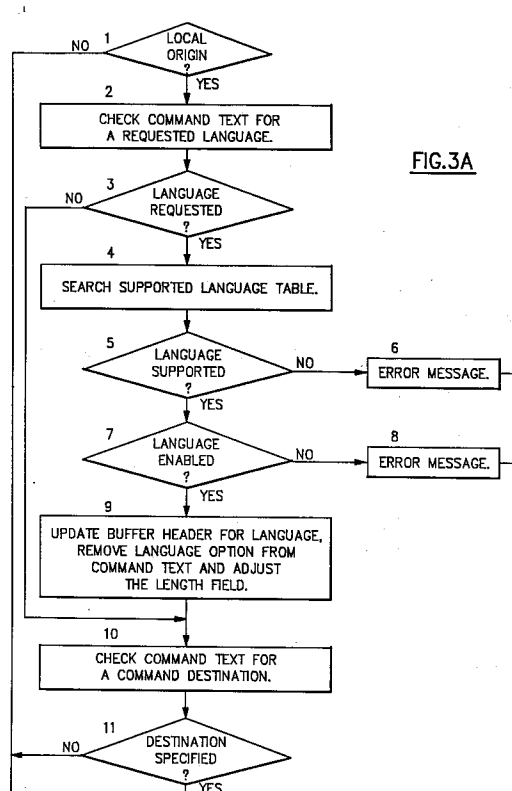 1
LOCAL
ORIGIN
?
NO
YES
2
CHECK COMMAND TEXT FOR
A REQUESTED LANGUAGE.
FIG.3A
3
LANGUAGE
REQUESTED
?
NO
YES
4
SEARCH SUPPORTED LANGUAGE TABLE.
5
LANGUAGE
SUPPORTED
?
NO
YES
6
ERROR MESSAGE.
7
LANGUAGE
ENABLED
?
NO
YES
8
ERROR MESSAGE.
9
UPDATE BUFFER HEADER FOR LANGUAGE,
REMOVE LANGUAGE OPTION FROM
COMMAND TEXT AND ADJUST
THE LENGTH FIELD.
10
CHECK COMMAND TEXT FOR
A COMMAND DESTINATION.
11
DESTINATION
SPECIFIED
?
NO
YES